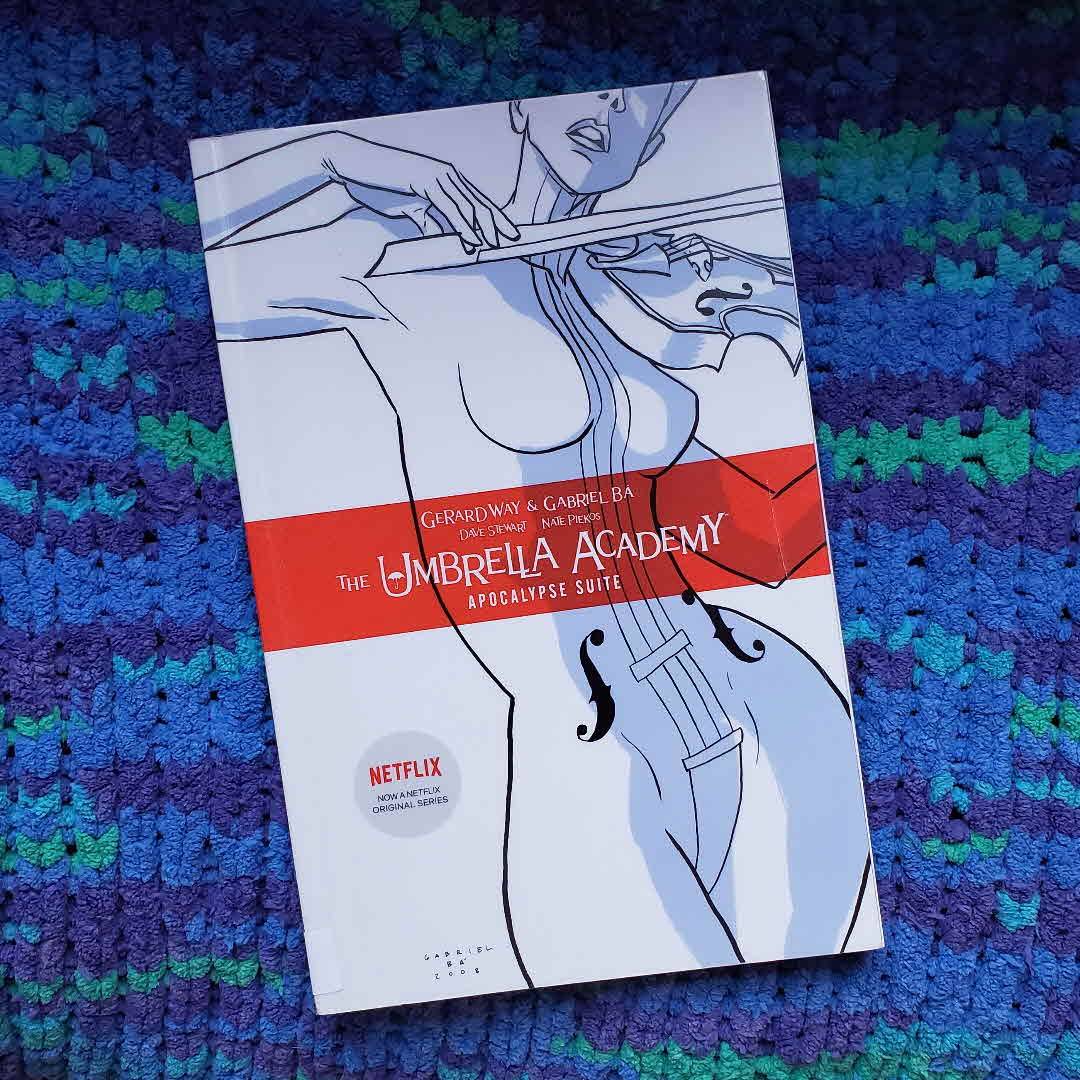 GERARD WAY & GABRIEL BÁ
DAVE STEWART NATE PIEKOS
THE UMBRELLA ACADEMY™
APOCALYPSE SUITE
NETFLIX
NOW A NETFLIX
ORIGINAL SERIES
GABRIEL
BÁ
2008